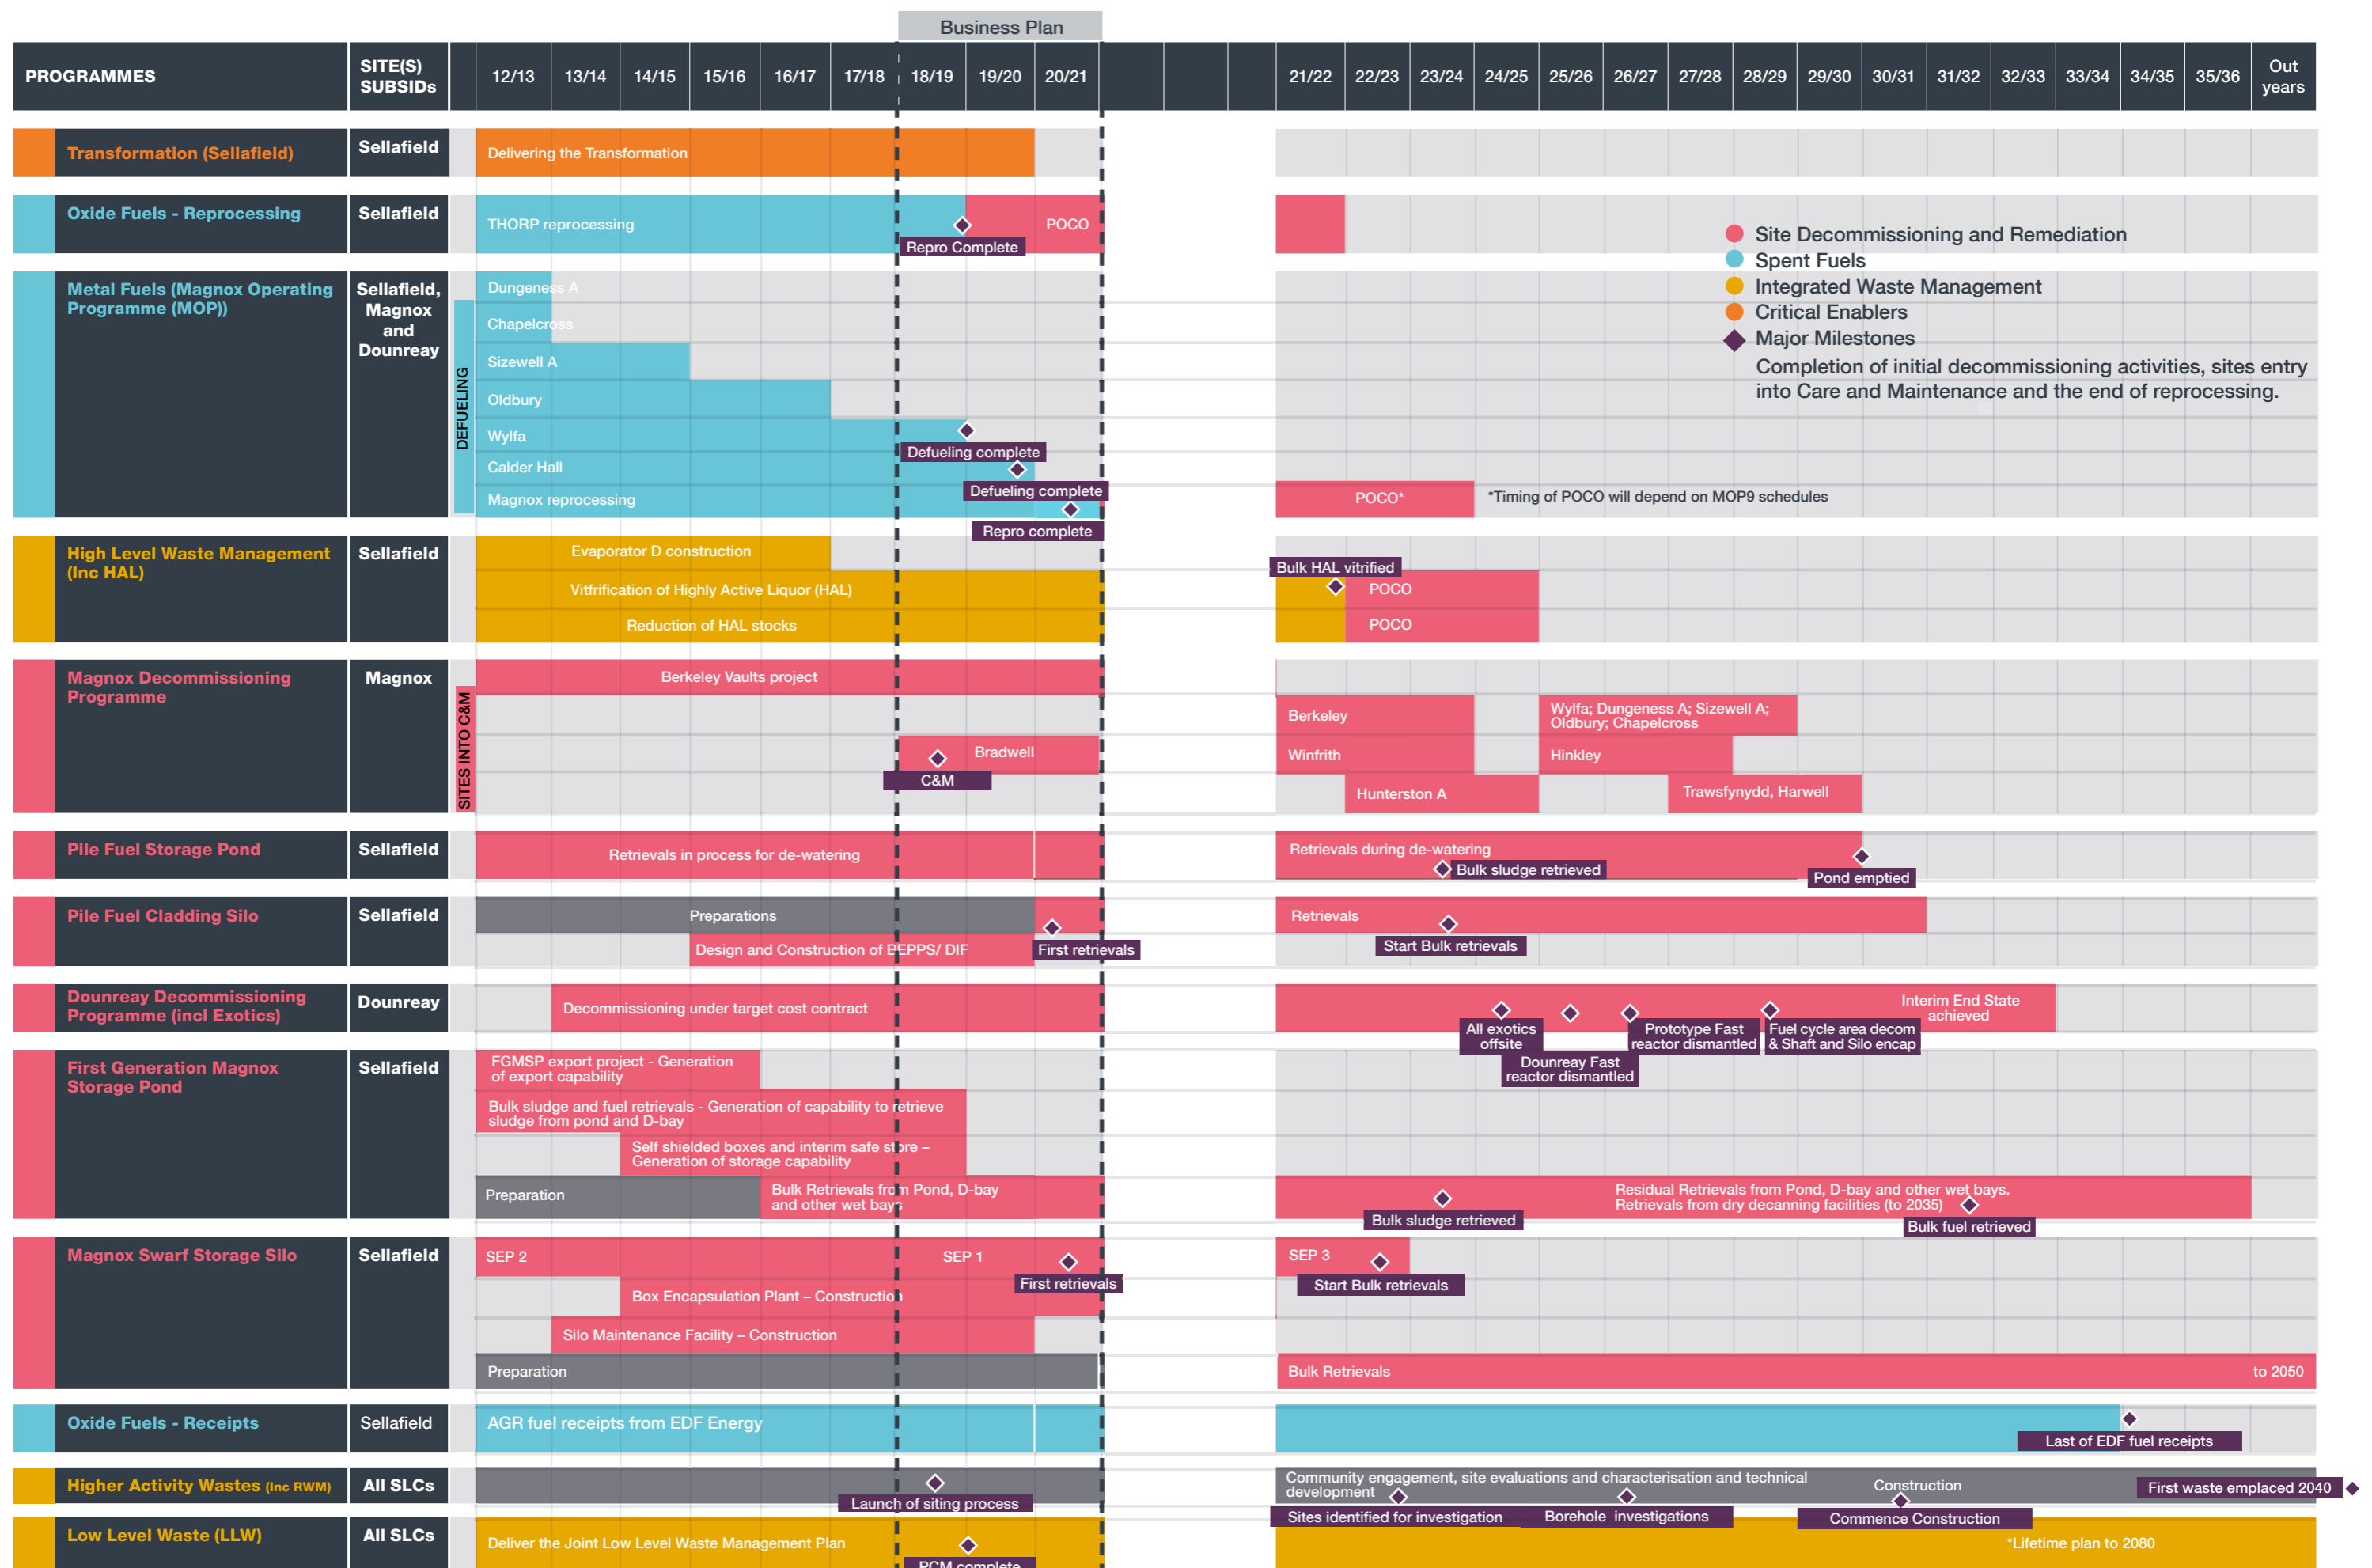 Business Plan
PROGRAMMES
SITE(S)
SUBSIDs
12/13
13/14
14/15
15/16
16/17
17/18
18/19
19/20
20/21
21/22
22/23
23/24
24/25
25/26
26/27
27/28
28/29
29/30
30/31
31/32
32/33
33/34
34/35
35/36
Out
years
Transformation (Sellafield)
Sellafield
Delivering the Transformation
Oxide Fuels - Reprocessing
Sellafield
THORP reprocessing
Repro Complete
POCO
Site Decommissioning and Remediation
Spent Fuels
Integrated Waste Management
Critical Enablers
Major Milestones
Completion of initial decommissioning activities, sites entry
into Care and Maintenance and the end of reprocessing.
Metal Fuels (Magnox Operating
Programme (MOP))
Sellafield,
Magnox
and
Dounreay
DEFUELING
Dungeness A
Chapelcross
Sizewell A
Oldbury
Wylfa
Defueling complete
Calder Hall
Defueling complete
Magnox reprocessing
Repro complete
POCO*
*Timing of POCO will depend on MOP9 schedules
High Level Waste Management
(Inc HAL)
Sellafield
Evaporator D construction
Vitfrification of Highly Active Liquor (HAL)
Reduction of HAL stocks
Bulk HAL vitrified
POCO
POCO
Magnox Decommissioning
Programme
Magnox
SITES INTO C&M
Berkeley Vaults project
Bradwell
C&M
Berkeley
Wylfa; Dungeness A; Sizewell A;
Oldbury; Chapelcross
Winfrith
Hinkley
Hunterston A
Trawsfynydd, Harwell
Pile Fuel Storage Pond
Sellafield
Retrievals in process for de-watering
Retrievals during de-watering
Bulk sludge retrieved
Pond emptied
Pile Fuel Cladding Silo
Sellafield
Preparations
Design and Construction of BEPPS/ DIF
First retrievals
Retrievals
Start Bulk retrievals
Dounreay Decommissioning
Programme (incl Exotics)
Dounreay
Decommissioning under target cost contract
Interim End State
achieved
All exotics
offsite
Dounreay Fast
reactor dismantled
Prototype Fast
reactor dismantled
Fuel cycle area decom
& Shaft and Silo encap
First Generation Magnox
Storage Pond
Sellafield
FGMSP export project - Generation
of export capability
Bulk sludge and fuel retrievals - Generation of capability to retrieve
sludge from pond and D-bay
Self shielded boxes and interim safe store –
Generation of storage capability
Preparation
Bulk Retrievals from Pond, D-bay
and other wet bays
Residual Retrievals from Pond, D-bay and other wet bays.
Retrievals from dry decanning facilities (to 2035)
Bulk sludge retrieved
Bulk fuel retrieved
Magnox Swarf Storage Silo
Sellafield
SEP 2
SEP 1
First retrievals
SEP 3
Start Bulk retrievals
Box Encapsulation Plant – Construction
Silo Maintenance Facility – Construction
Preparation
Bulk Retrievals
to 2050
Oxide Fuels - Receipts
Sellafield
AGR fuel receipts from EDF Energy
Last of EDF fuel receipts
Higher Activity Wastes (Inc RWM)
All SLCs
Launch of siting process
Community engagement, site evaluations and characterisation and technical
development
Construction
First waste emplaced 2040
Sites identified for investigation
Borehole investigations
Commence Construction
Low Level Waste (LLW)
All SLCs
Deliver the Joint Low Level Waste Management Plan
PCM complete
*Lifetime plan to 2080